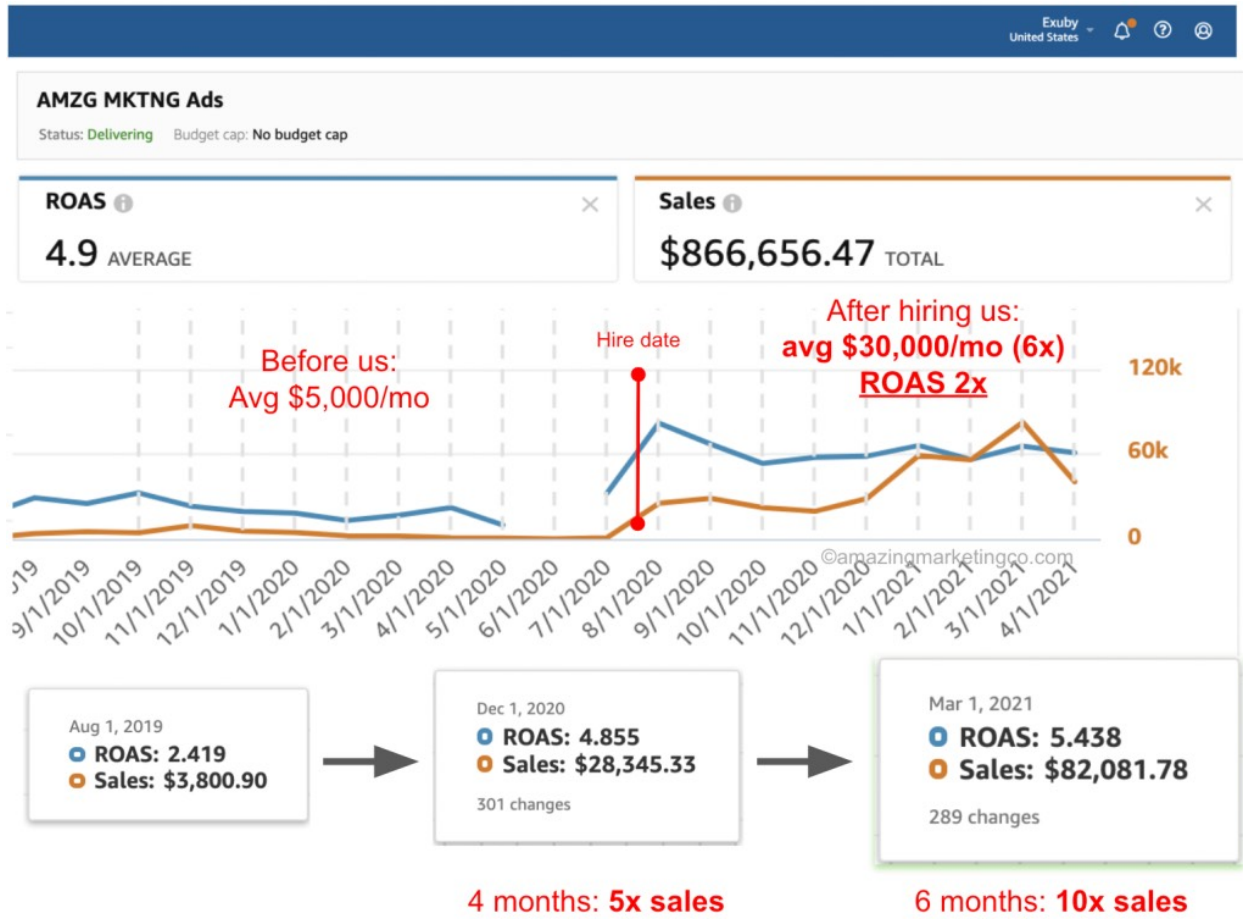 Exuby
United States
AMZG MKTNG Ads
Status: Delivering Budget cap: No budget cap
ROAS
4.9 AVERAGE
Sales
$866,656.47 TOTAL
Before us:
Avg $5,000/mo
Hire date
After hiring us:
avg $30,000/mo (6x)
ROAS 2x
120k
60k
0
©amazingmarketingco.com
9/1/2019
10/1/2019
11/1/2019
12/1/2019
1/1/2020
2/1/2020
3/1/2020
4/1/2020
5/1/2020
6/1/2020
7/1/2020
8/1/2020
9/1/2020
10/1/2020
11/1/2020
12/1/2020
1/1/2021
2/1/2021
3/1/2021
4/1/2021
Aug 1, 2019
ROAS: 2.419
Sales: $3,800.90
Dec 1, 2020
ROAS: 4.855
Sales: $28,345.33
301 changes
Mar 1, 2021
ROAS: 5.438
Sales: $82,081.78
289 changes
4 months: 5x sales
6 months: 10x sales